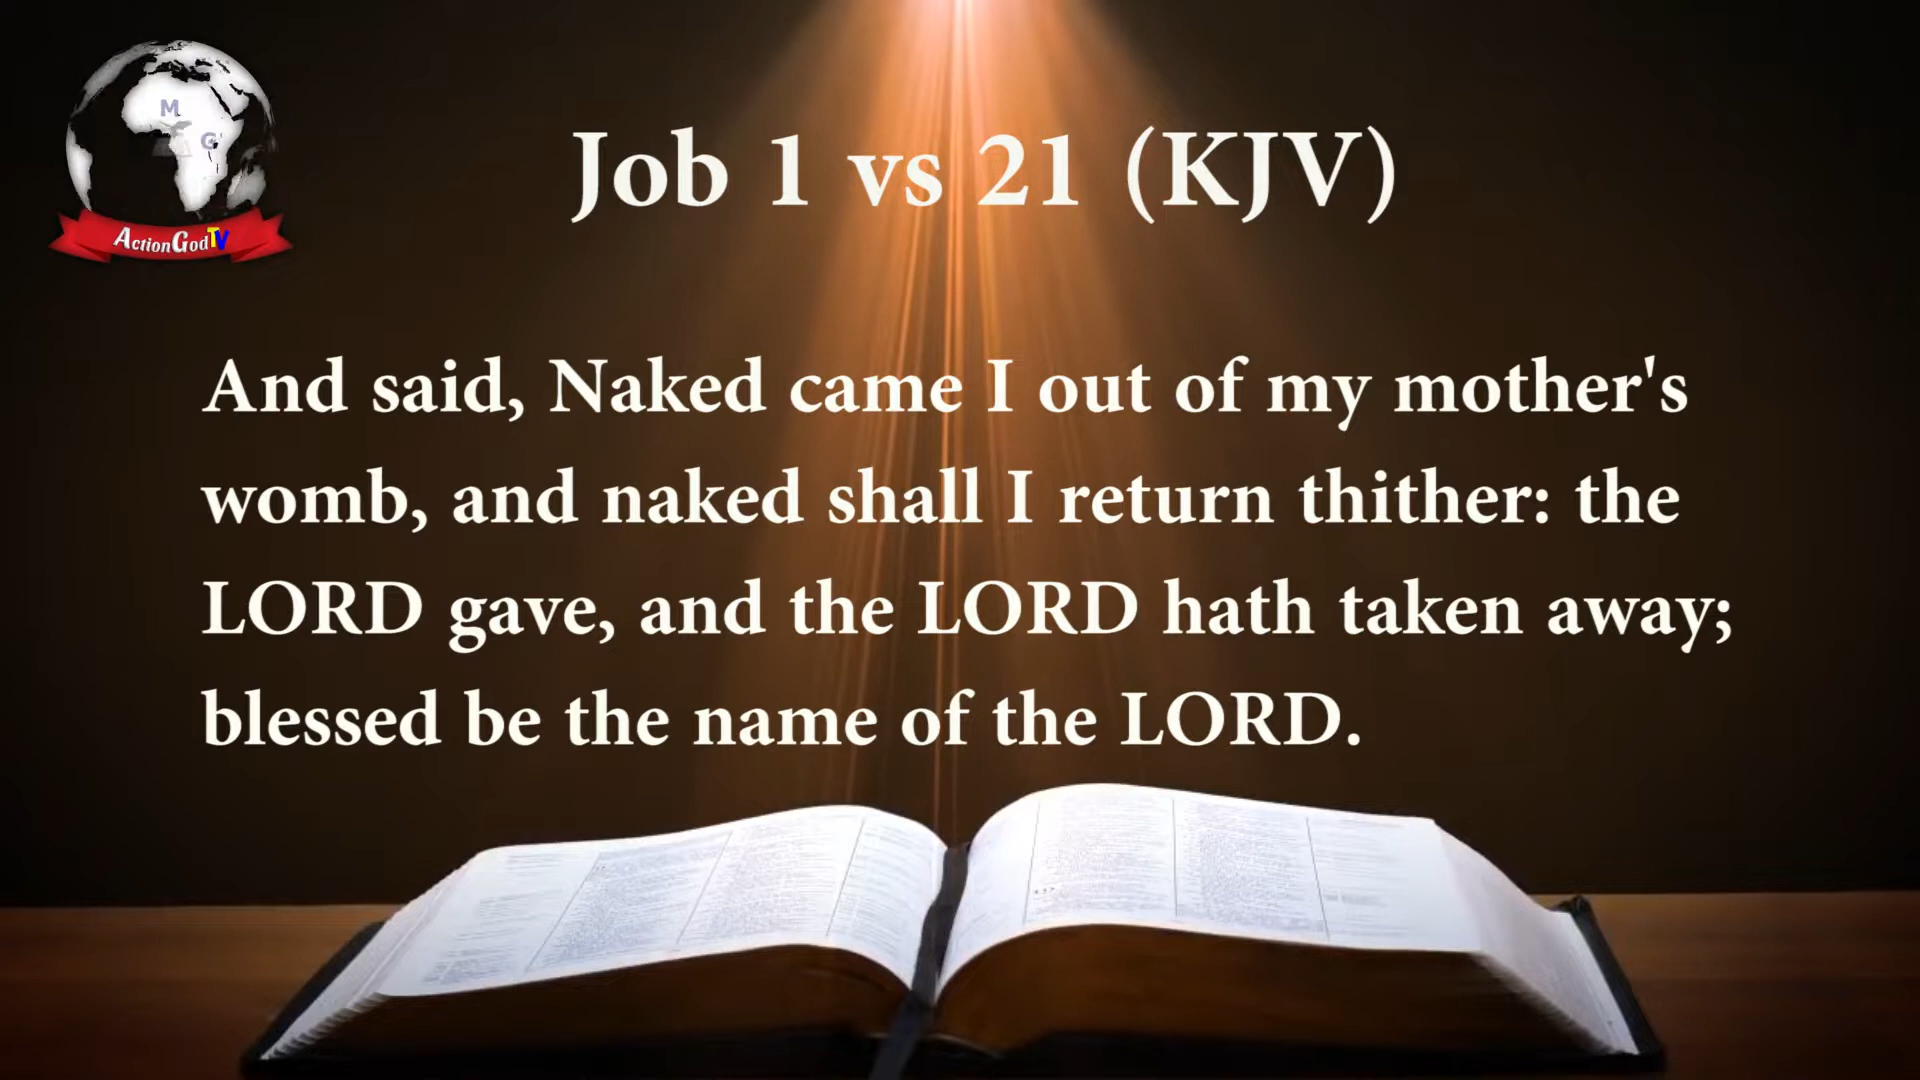 M
G
ActionGodTV
Job 1 vs 21 (KJV)
And said, Naked came I out of my mother's
womb, and naked shall I return thither: the
LORD gave, and the LORD hath taken away;
blessed be the name of the LORD.